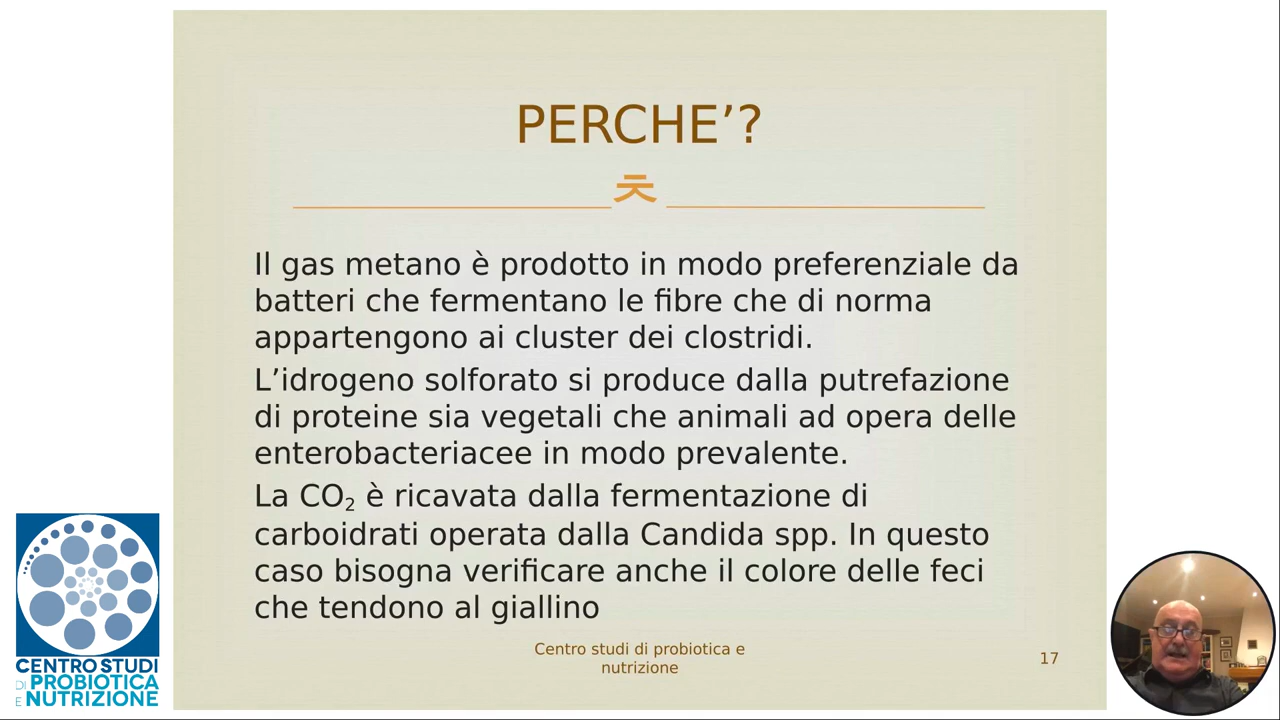 PERCHE’?
Il gas metano è prodotto in modo preferenziale da
batteri che fermentano le fibre che di norma
appartengono ai cluster dei clostridi.
L’idrogeno solforato si produce dalla putrefazione
di proteine sia vegetali che animali ad opera delle
enterobacteriacee in modo prevalente.
La CO₂ è ricavata dalla fermentazione di
carboidrati operata dalla Candida spp. In questo
caso bisogna verificare anche il colore delle feci
che tendono al giallino
Centro studi di probiotica e
nutrizione
17
CENTRO STUDI
DI PROBIOTICA
E NUTRIZIONE